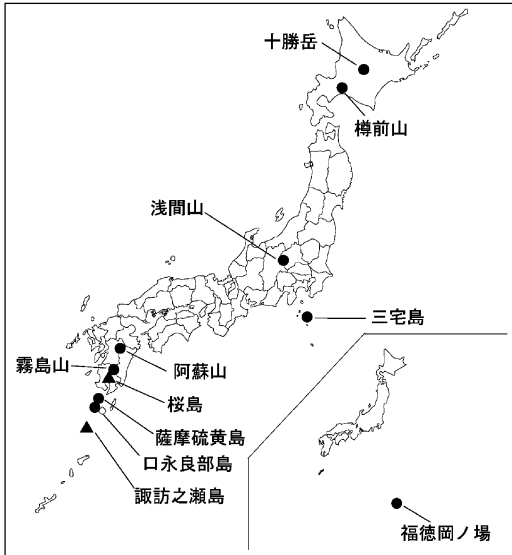 十勝岳
樽前山
浅間山
三宅島
霧島山
阿蘇山
桜島
薩摩硫黄島
口永良部島
諏訪之瀬島
福徳岡ノ場